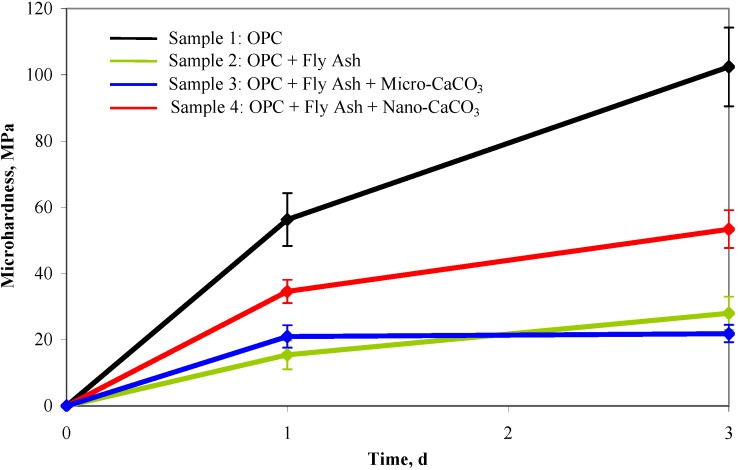 120
100
80
60
40
20
0
Microhardness, MPa
Sample 1: OPC
Sample 2: OPC + Fly Ash
Sample 3: OPC + Fly Ash + Micro-CaCO₃
Sample 4: OPC + Fly Ash + Nano-CaCO₃
0 1 2 3
Time, d